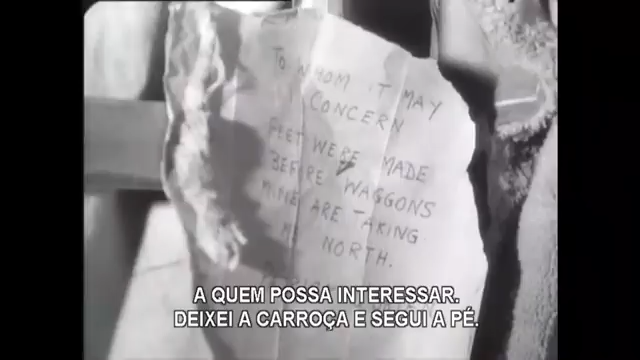 TO WHOM IT MAY
CONCERN
FEET WERE MADE
BEFORE WAGGONS
MINE ARE TAKING
ME NORTH.
A QUEM POSSA INTERESSAR.
DEIXEI A CARROÇA E SEGUI A PÉ.